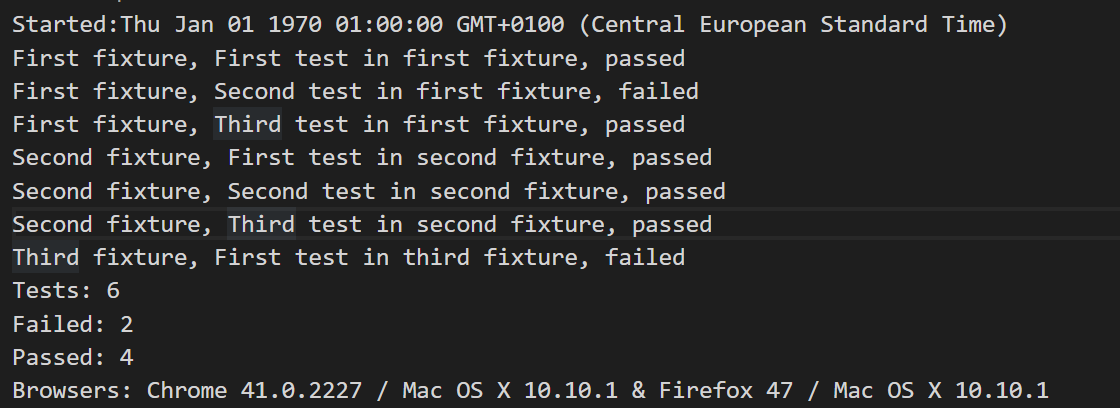 Started:Thu Jan 01 1970 01:00:00 GMT+0100 (Central European Standard Time)
First fixture, First test in first fixture, passed
First fixture, Second test in first fixture, failed
First fixture, Third test in first fixture, passed
Second fixture, First test in second fixture, passed
Second fixture, Second test in second fixture, passed
Second fixture, Third test in second fixture, passed
Third fixture, First test in third fixture, failed
Tests: 6
Failed: 2
Passed: 4
Browsers: Chrome 41.0.2227 / Mac OS X 10.10.1 & Firefox 47 / Mac OS X 10.10.1